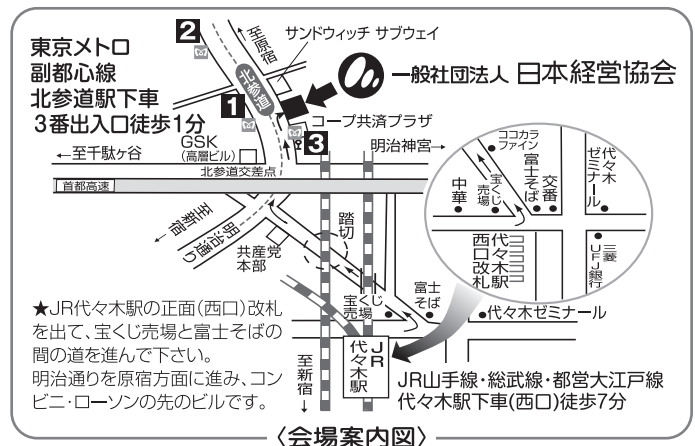 東京メトロ
副都心線
北参道駅下車
3番出入口徒歩1分
2
至原宿
サンドウィッチ サブウェイ
北参道
一般社団法人 日本経営協会
1
コープ共済プラザ
3
GSK
(高層ビル)
←至千駄ヶ谷
明治神宮→
北参道交差点
首都高速
至新宿
明治通り
共産党
本部
踏切
宝くじ
売場
富士
そば
代々木ゼミナール
ココカラ
ファイン
中華
宝くじ
売場
富士そば
交番
代々木
ゼミナール
代々木駅
西口改札
三菱
UFJ銀行
★JR代々木駅の正面(西口)改札
を出て、宝くじ売場と富士そばの
間の道を進んで下さい。
明治通りを原宿方面に進み、コン
ビニ・ローソンの先のビルです。
至新宿
JR
代々木駅
JR山手線・総武線・都営大江戸線
代々木駅下車(西口)徒歩7分
〈会場案内図〉